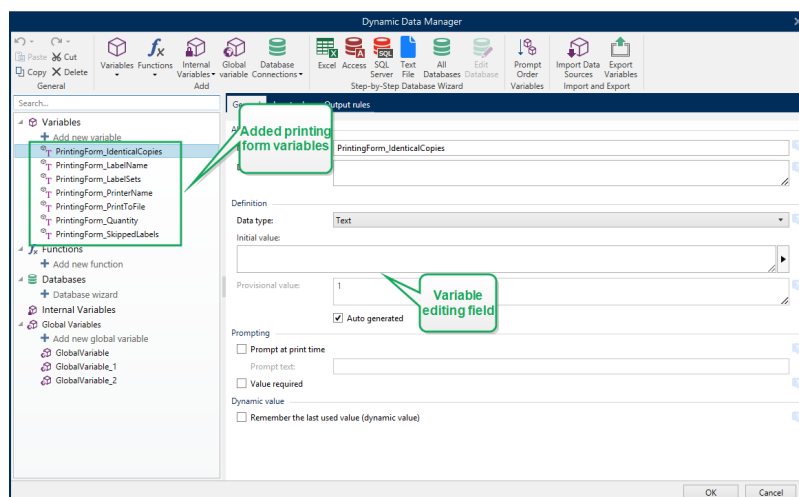 Dynamic Data Manager
Paste Cut
Copy Delete
General
Variables Functions Internal Variables Global variable Database Connections
Add
Excel Access SQL Server Text File All Databases Edit Database
Step-by-Step Database Wizard
Prompt Order
Variables
Import Data Sources Export Variables
Import and Export
Search...
Output rules
Variables
Add new variable
PrintingForm_IdenticalCopies
PrintingForm_LabelName
PrintingForm_LabelSets
PrintingForm_PrinterName
PrintingForm_PrintToFile
PrintingForm_Quantity
PrintingForm_SkippedLabels
Functions
Add new function
Databases
Database wizard
Internal Variables
Global Variables
Add new global variable
GlobalVariable
GlobalVariable_1
GlobalVariable_2
Added printing
form variables
PrintingForm_IdenticalCopies
Definition
Data type: Text
Initial value:
Provisional value: 1
Variable
editing field
Auto generated
Prompting
Prompt at print time
Prompt text:
Value required
Dynamic value
Remember the last used value (dynamic value)
OK Cancel